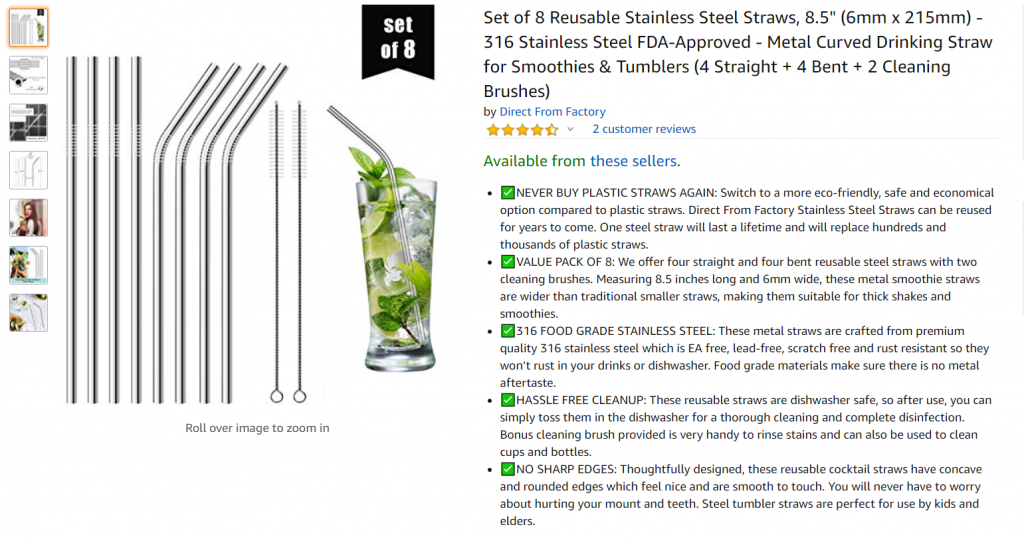 set
of 8
Roll over image to zoom in
Set of 8 Reusable Stainless Steel Straws, 8.5" (6mm x 215mm) -
316 Stainless Steel FDA-Approved - Metal Curved Drinking Straw
for Smoothies & Tumblers (4 Straight + 4 Bent + 2 Cleaning
Brushes)
by Direct From Factory
2 customer reviews
Available from these sellers.
• ✅NEVER BUY PLASTIC STRAWS AGAIN: Switch to a more eco-friendly, safe and economical
option compared to plastic straws. Direct From Factory Stainless Steel Straws can be reused
for years to come. One steel straw will last a lifetime and will replace hundreds and
thousands of plastic straws.
• ✅VALUE PACK OF 8: We offer four straight and four bent reusable steel straws with two
cleaning brushes. Measuring 8.5 inches long and 6mm wide, these metal smoothie straws
are wider than traditional smaller straws, making them suitable for thick shakes and
smoothies.
• ✅316 FOOD GRADE STAINLESS STEEL: These metal straws are crafted from premium
quality 316 stainless steel which is EA free, lead-free, scratch free and rust resistant so they
won't rust in your drinks or dishwasher. Food grade materials make sure there is no metal
aftertaste.
• ✅HASSLE FREE CLEANUP: These reusable straws are dishwasher safe, so after use, you can
simply toss them in the dishwasher for a thorough cleaning and complete disinfection.
Bonus cleaning brush provided is very handy to rinse stains and can also be used to clean
cups and bottles.
• ✅NO SHARP EDGES: Thoughtfully designed, these reusable cocktail straws have concave
and rounded edges which feel nice and are smooth to touch. You will never have to worry
about hurting your mount and teeth. Steel tumbler straws are perfect for use by kids and
elders.